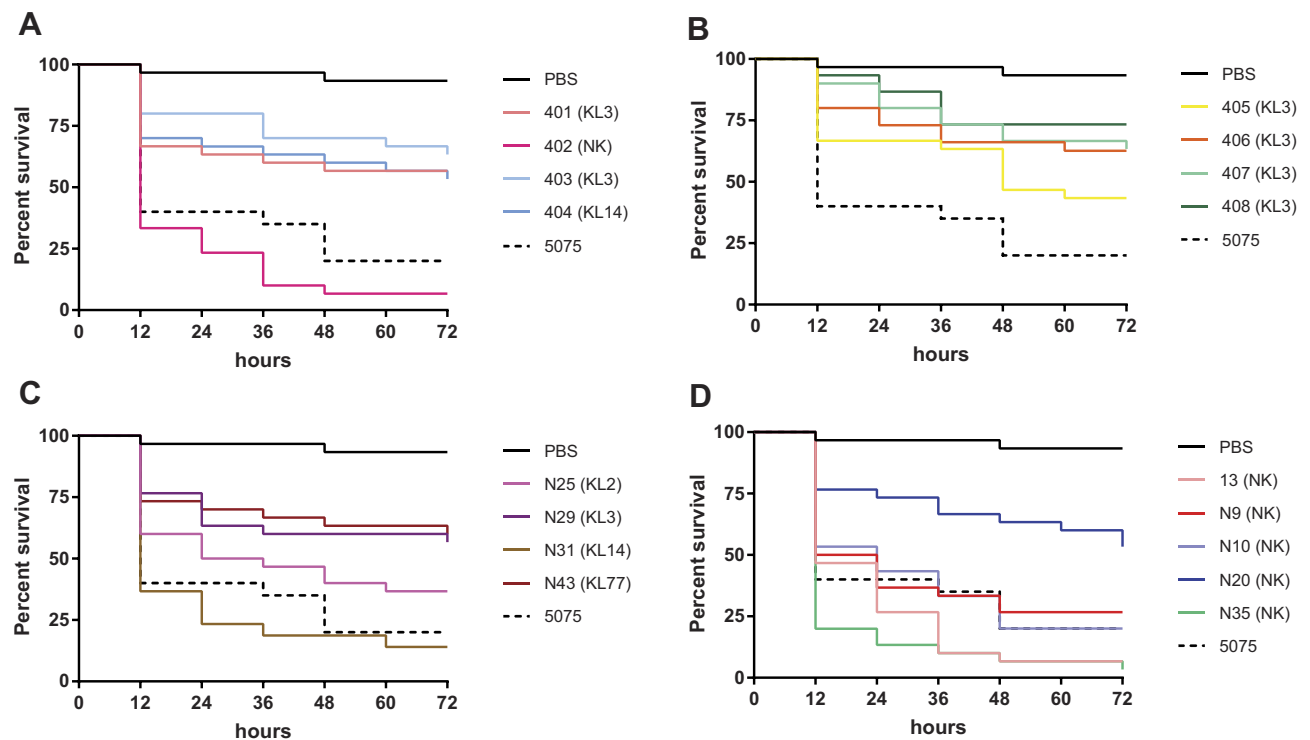 A
Percent survival
100
75
50
25
0
0 12 24 36 48 60 72
hours
PBS
401 (KL3)
402 (NK)
403 (KL3)
404 (KL14)
5075
B
Percent survival
100
75
50
25
0
0 12 24 36 48 60 72
hours
PBS
405 (KL3)
406 (KL3)
407 (KL3)
408 (KL3)
5075
C
Percent survival
100
75
50
25
0
0 12 24 36 48 60 72
hours
PBS
N25 (KL2)
N29 (KL3)
N31 (KL14)
N43 (KL77)
5075
D
Percent survival
100
75
50
25
0
0 12 24 36 48 60 72
hours
PBS
13 (NK)
N9 (NK)
N10 (NK)
N20 (NK)
N35 (NK)
5075